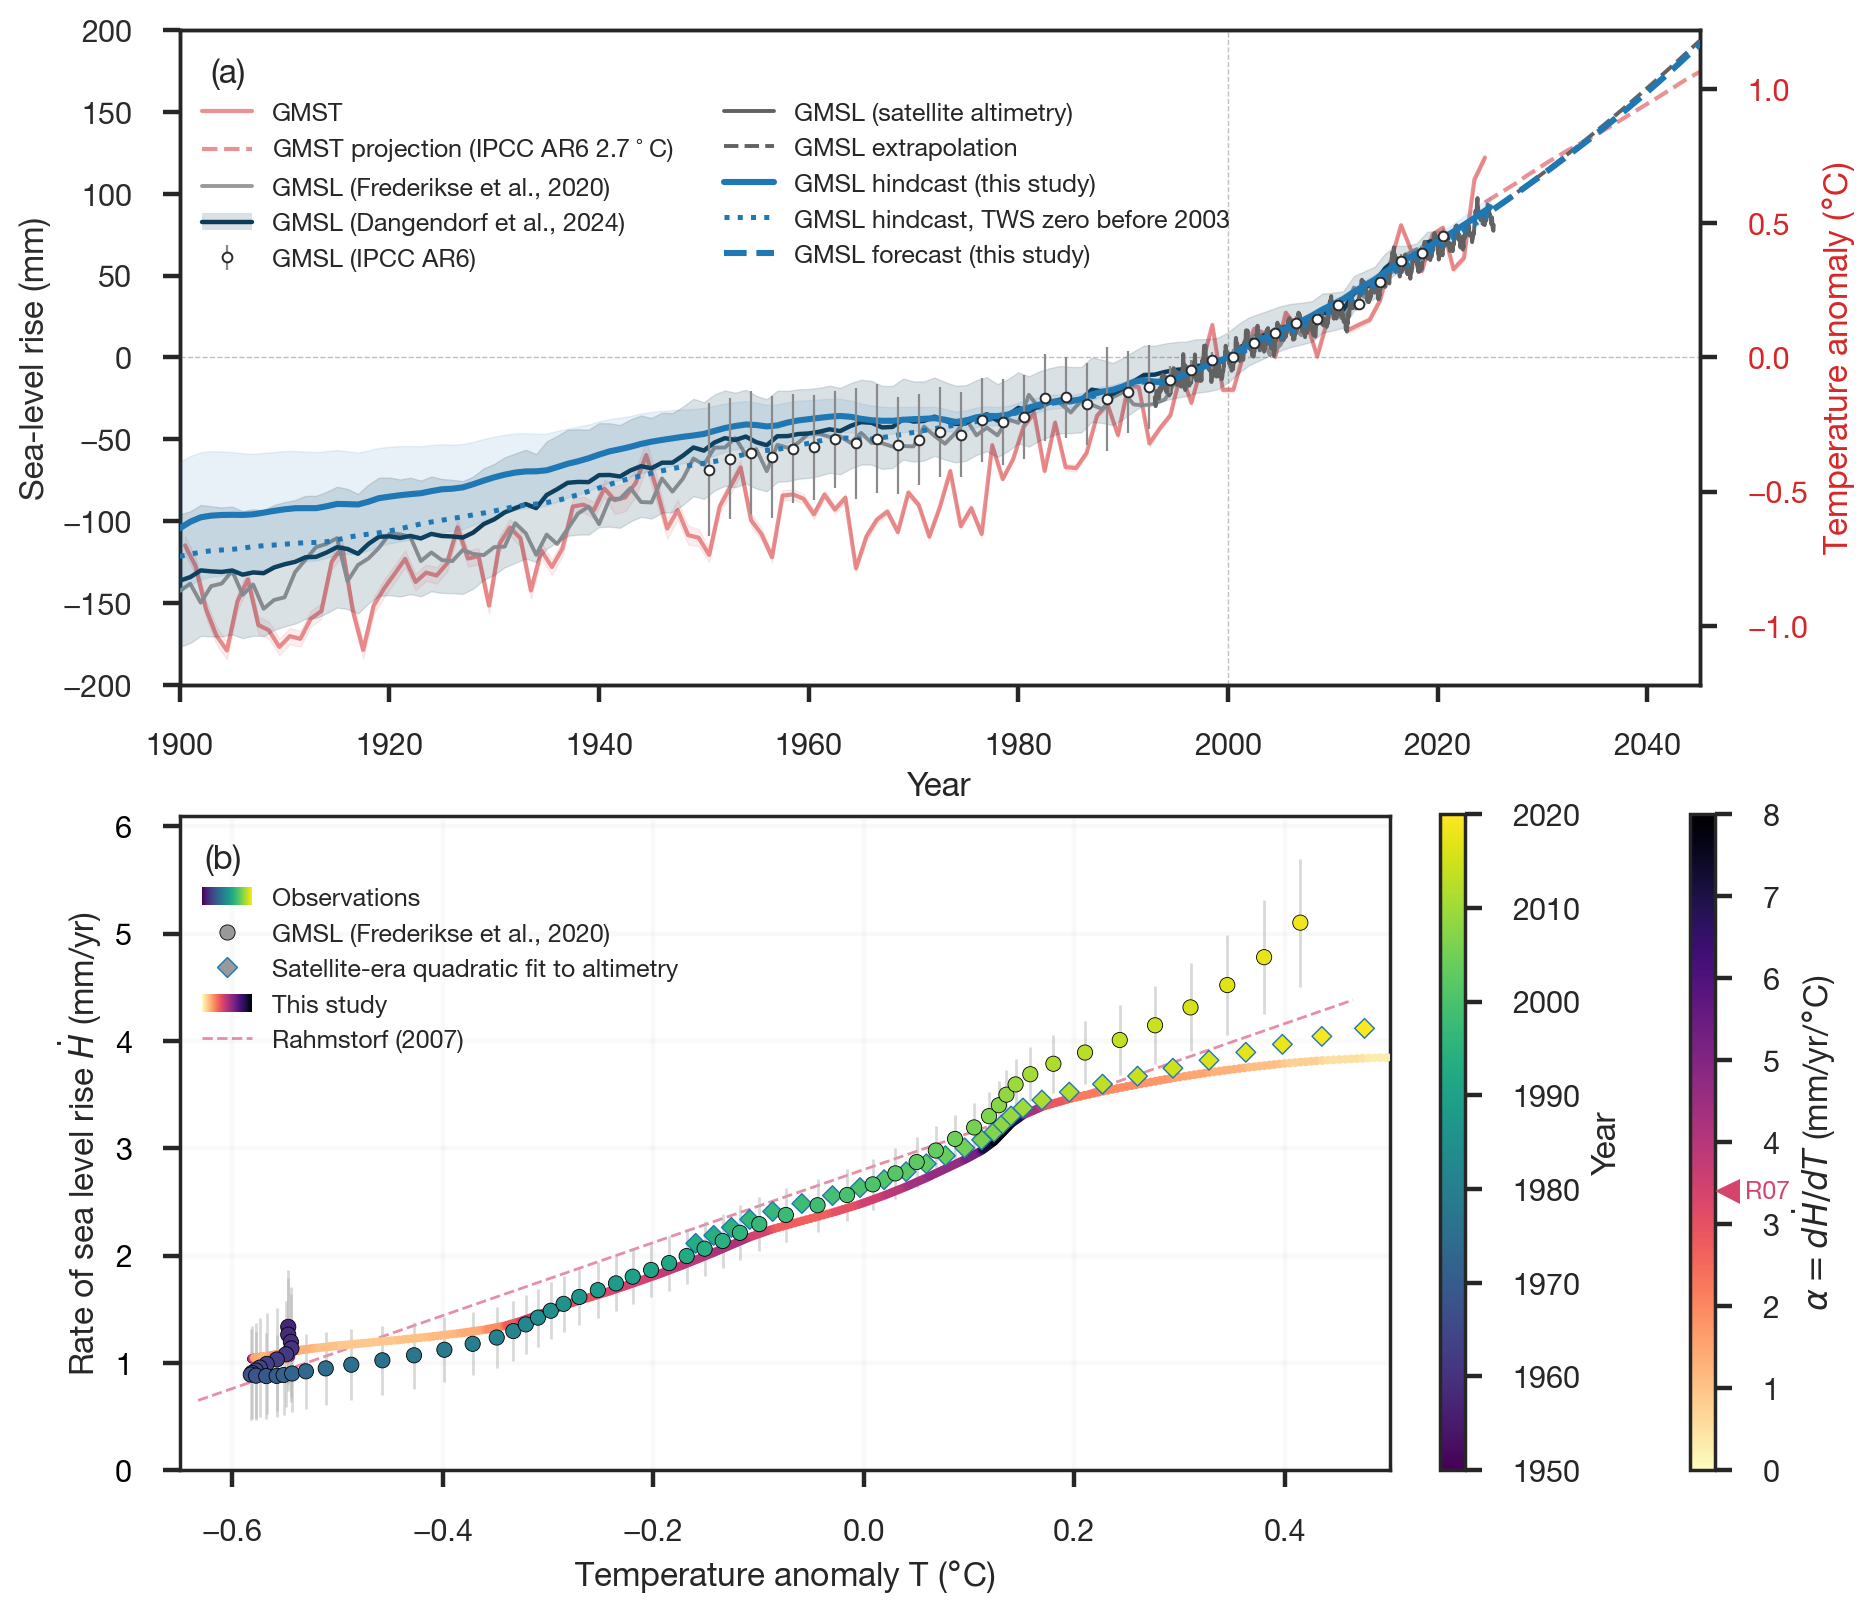 (a)
GMST
GMST projection (IPCC AR6 2.7°C)
GMSL (Frederikse et al., 2020)
GMSL (Dangendorf et al., 2024)
GMSL (IPCC AR6)
GMSL (satellite altimetry)
GMSL extrapolation
GMSL hindcast (this study)
GMSL hindcast, TWS zero before 2003
GMSL forecast (this study)
Sea-level rise (mm)
200
150
100
50
0
−50
−100
−150
−200
1.0
0.5
0.0
−0.5
−1.0
Temperature anomaly (°C)
1900 1920 1940 1960 1980 2000 2020 2040
Year
(b)
Observations
GMSL (Frederikse et al., 2020)
Satellite-era quadratic fit to altimetry
This study
Rahmstorf (2007)
Rate of sea level rise Ḣ (mm/yr)
6
5
4
3
2
1
0
−0.6 −0.4 −0.2 0.0 0.2 0.4
Temperature anomaly T (°C)
2020
2010
2000
1990
1980
1970
1960
1950
Year
8
7
6
5
4
3
2
1
0
R07
α = dḢ/dT (mm/yr/°C)